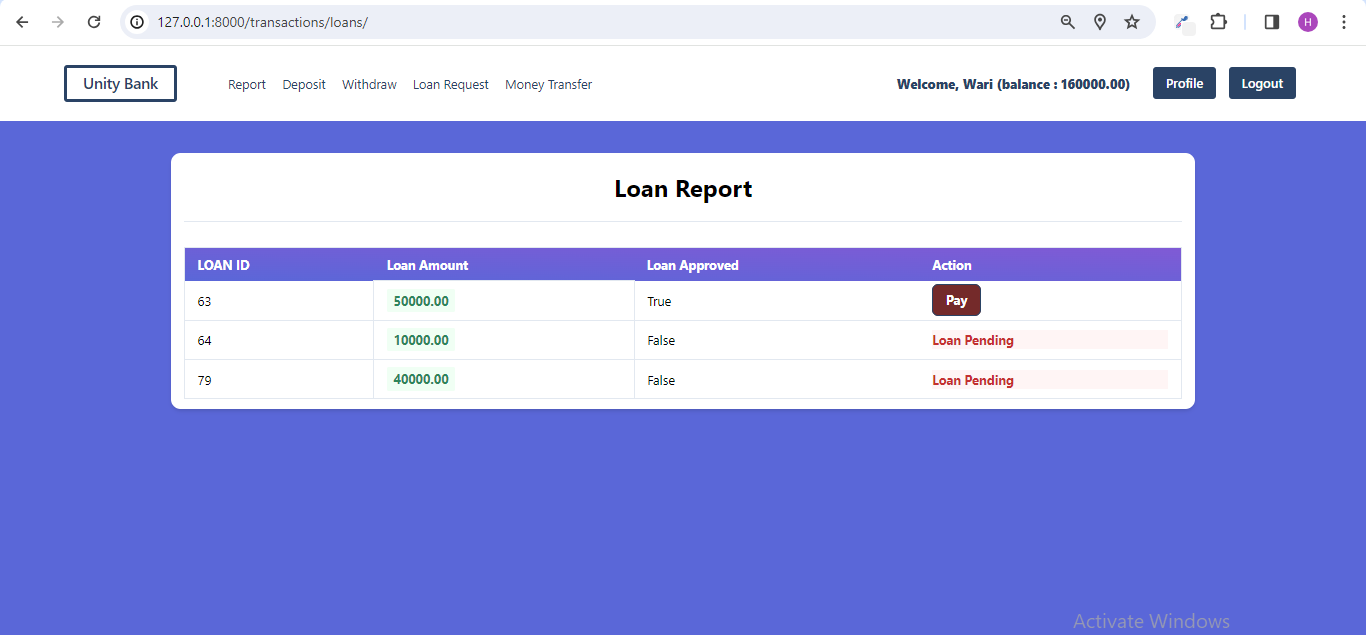 127.0.0.1:8000/transactions/loans/
H
Unity Bank Report Deposit Withdraw Loan Request Money Transfer Welcome, Wari (balance : 160000.00) Profile Logout
Loan Report
LOAN ID Loan Amount Loan Approved Action
63 50000.00 True Pay
64 10000.00 False Loan Pending
79 40000.00 False Loan Pending
Activate Windows